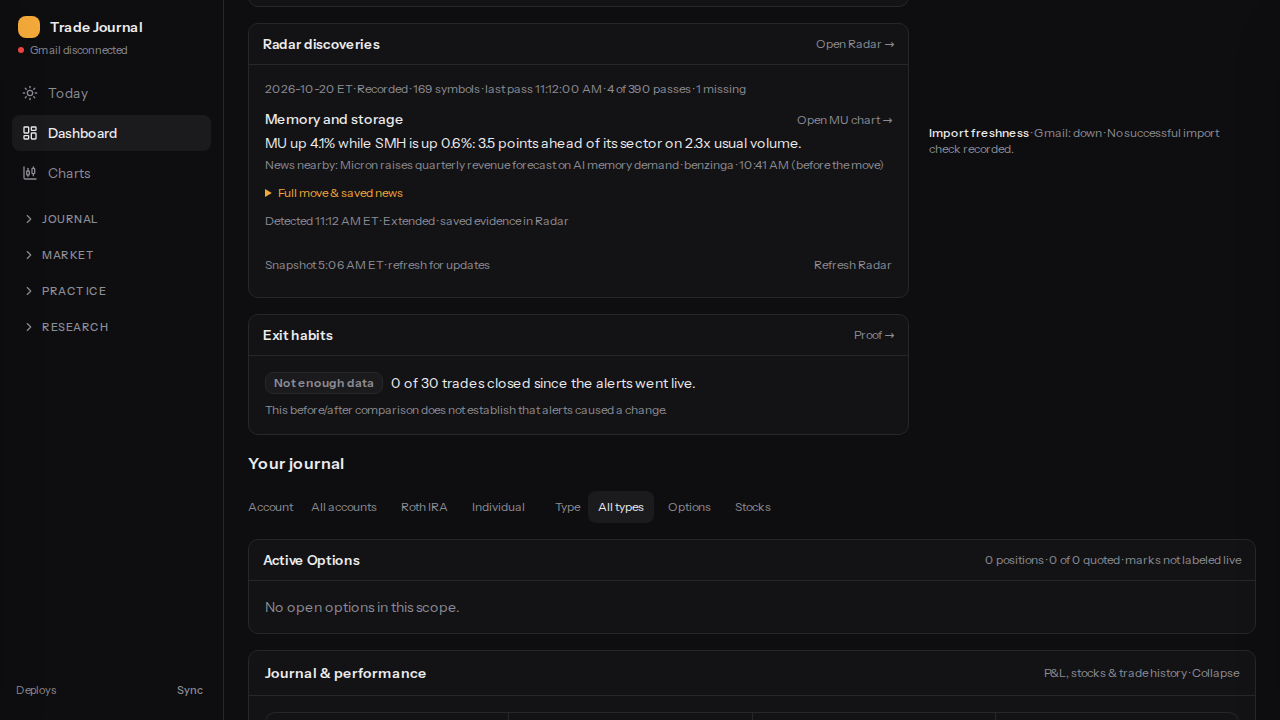 Trade Journal
Gmail disconnected
Today
Dashboard
Charts
JOURNAL
MARKET
PRACTICE
RESEARCH
Deploys
Sync
Radar discoveries
Open Radar →
2026-10-20 ET · Recorded · 169 symbols · last pass 11:12:00 AM · 4 of 390 passes · 1 missing
Memory and storage
Open MU chart →
MU up 4.1% while SMH is up 0.6%: 3.5 points ahead of its sector on 2.3x usual volume.
News nearby: Micron raises quarterly revenue forecast on AI memory demand · benzinga · 10:41 AM (before the move)
Full move & saved news
Detected 11:12 AM ET · Extended · saved evidence in Radar
Snapshot 5:06 AM ET · refresh for updates
Refresh Radar
Import freshness · Gmail: down · No successful import
check recorded.
Exit habits
Proof →
Not enough data
0 of 30 trades closed since the alerts went live.
This before/after comparison does not establish that alerts caused a change.
Your journal
Account
All accounts
Roth IRA
Individual
Type
All types
Options
Stocks
Active Options
0 positions · 0 of 0 quoted · marks not labeled live
No open options in this scope.
Journal & performance
P&L, stocks & trade history · Collapse